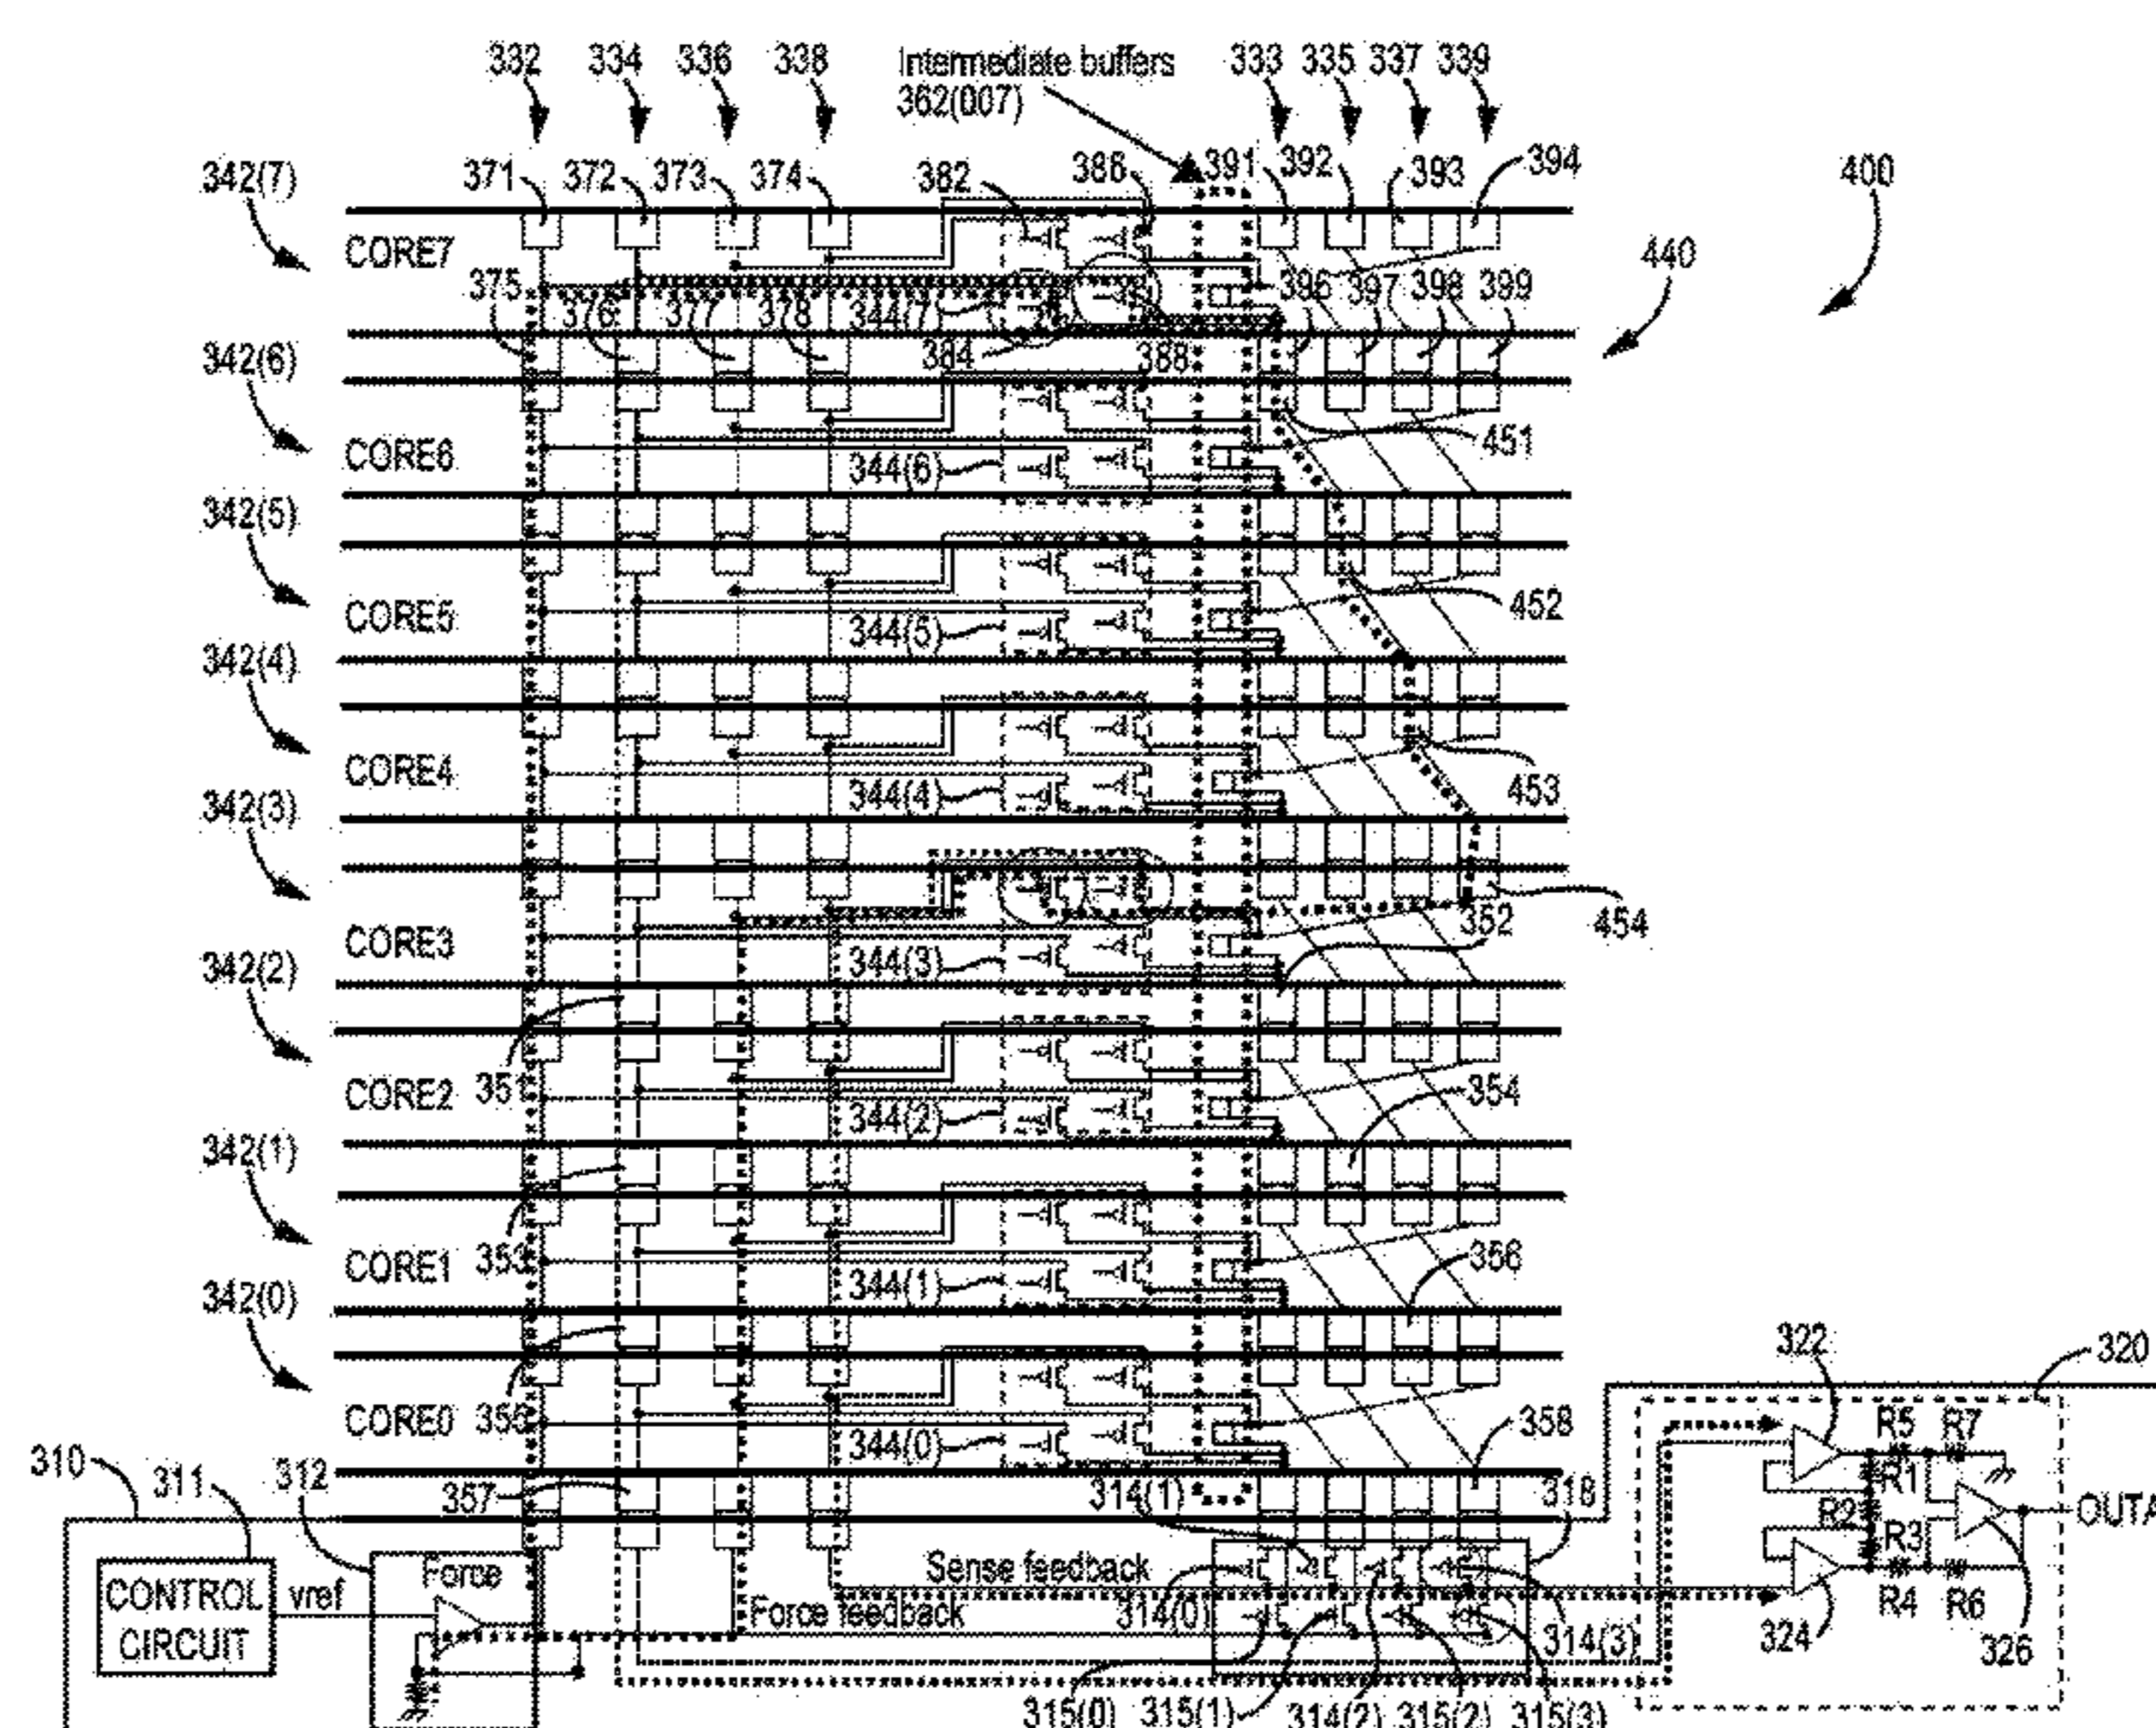 332 334 336 338 Intermediate buffers 333 335 337 339
362(007)
342(7) 371 372 373 374 382 386 391 392 393 394 400
CORE7 440
375 376 377 378 344(7) 396 397 398 399
342(6) 384 388
CORE6 344(6) 451
342(5)
CORE5 344(5) 452
342(4)
CORE4 344(4) 453
342(3)
CORE3 344(3) 352 454
342(2)
351
CORE2 344(2) 354
342(1)
353
CORE1 344(1) 356
342(0)
355
CORE0 344(0) 358 322 320
310 311 312 357 314(1) 318 R5 R7
R1
R2 OUTA
CONTROL CIRCUIT vref Force Sense feedback R3
Force feedback 314(0) 314(3) 324 R4 R6 326
315(0) 315(1) 314(2) 315(2) 315(3)